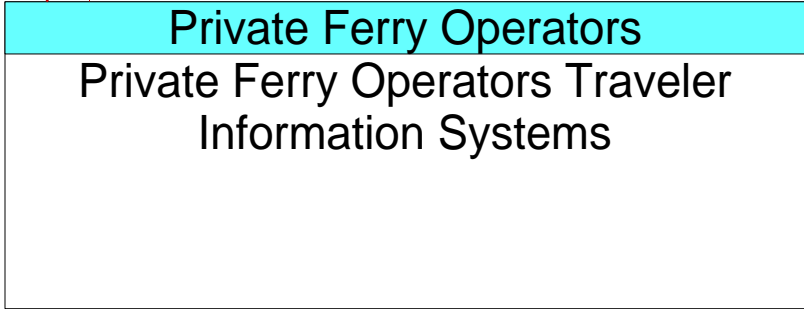 Private Ferry Operators
Private Ferry Operators Traveler
Information Systems